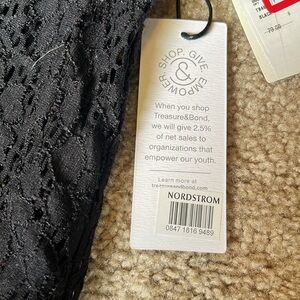 SHOP. GIVE. EMPOWER
&
When you shop
Treasure&Bond,
we will give 2.5%
of net sales to
organizations that
empower our youth.
Learn more at
treasureandbond.com
NORDSTROM
0847 1616 9489